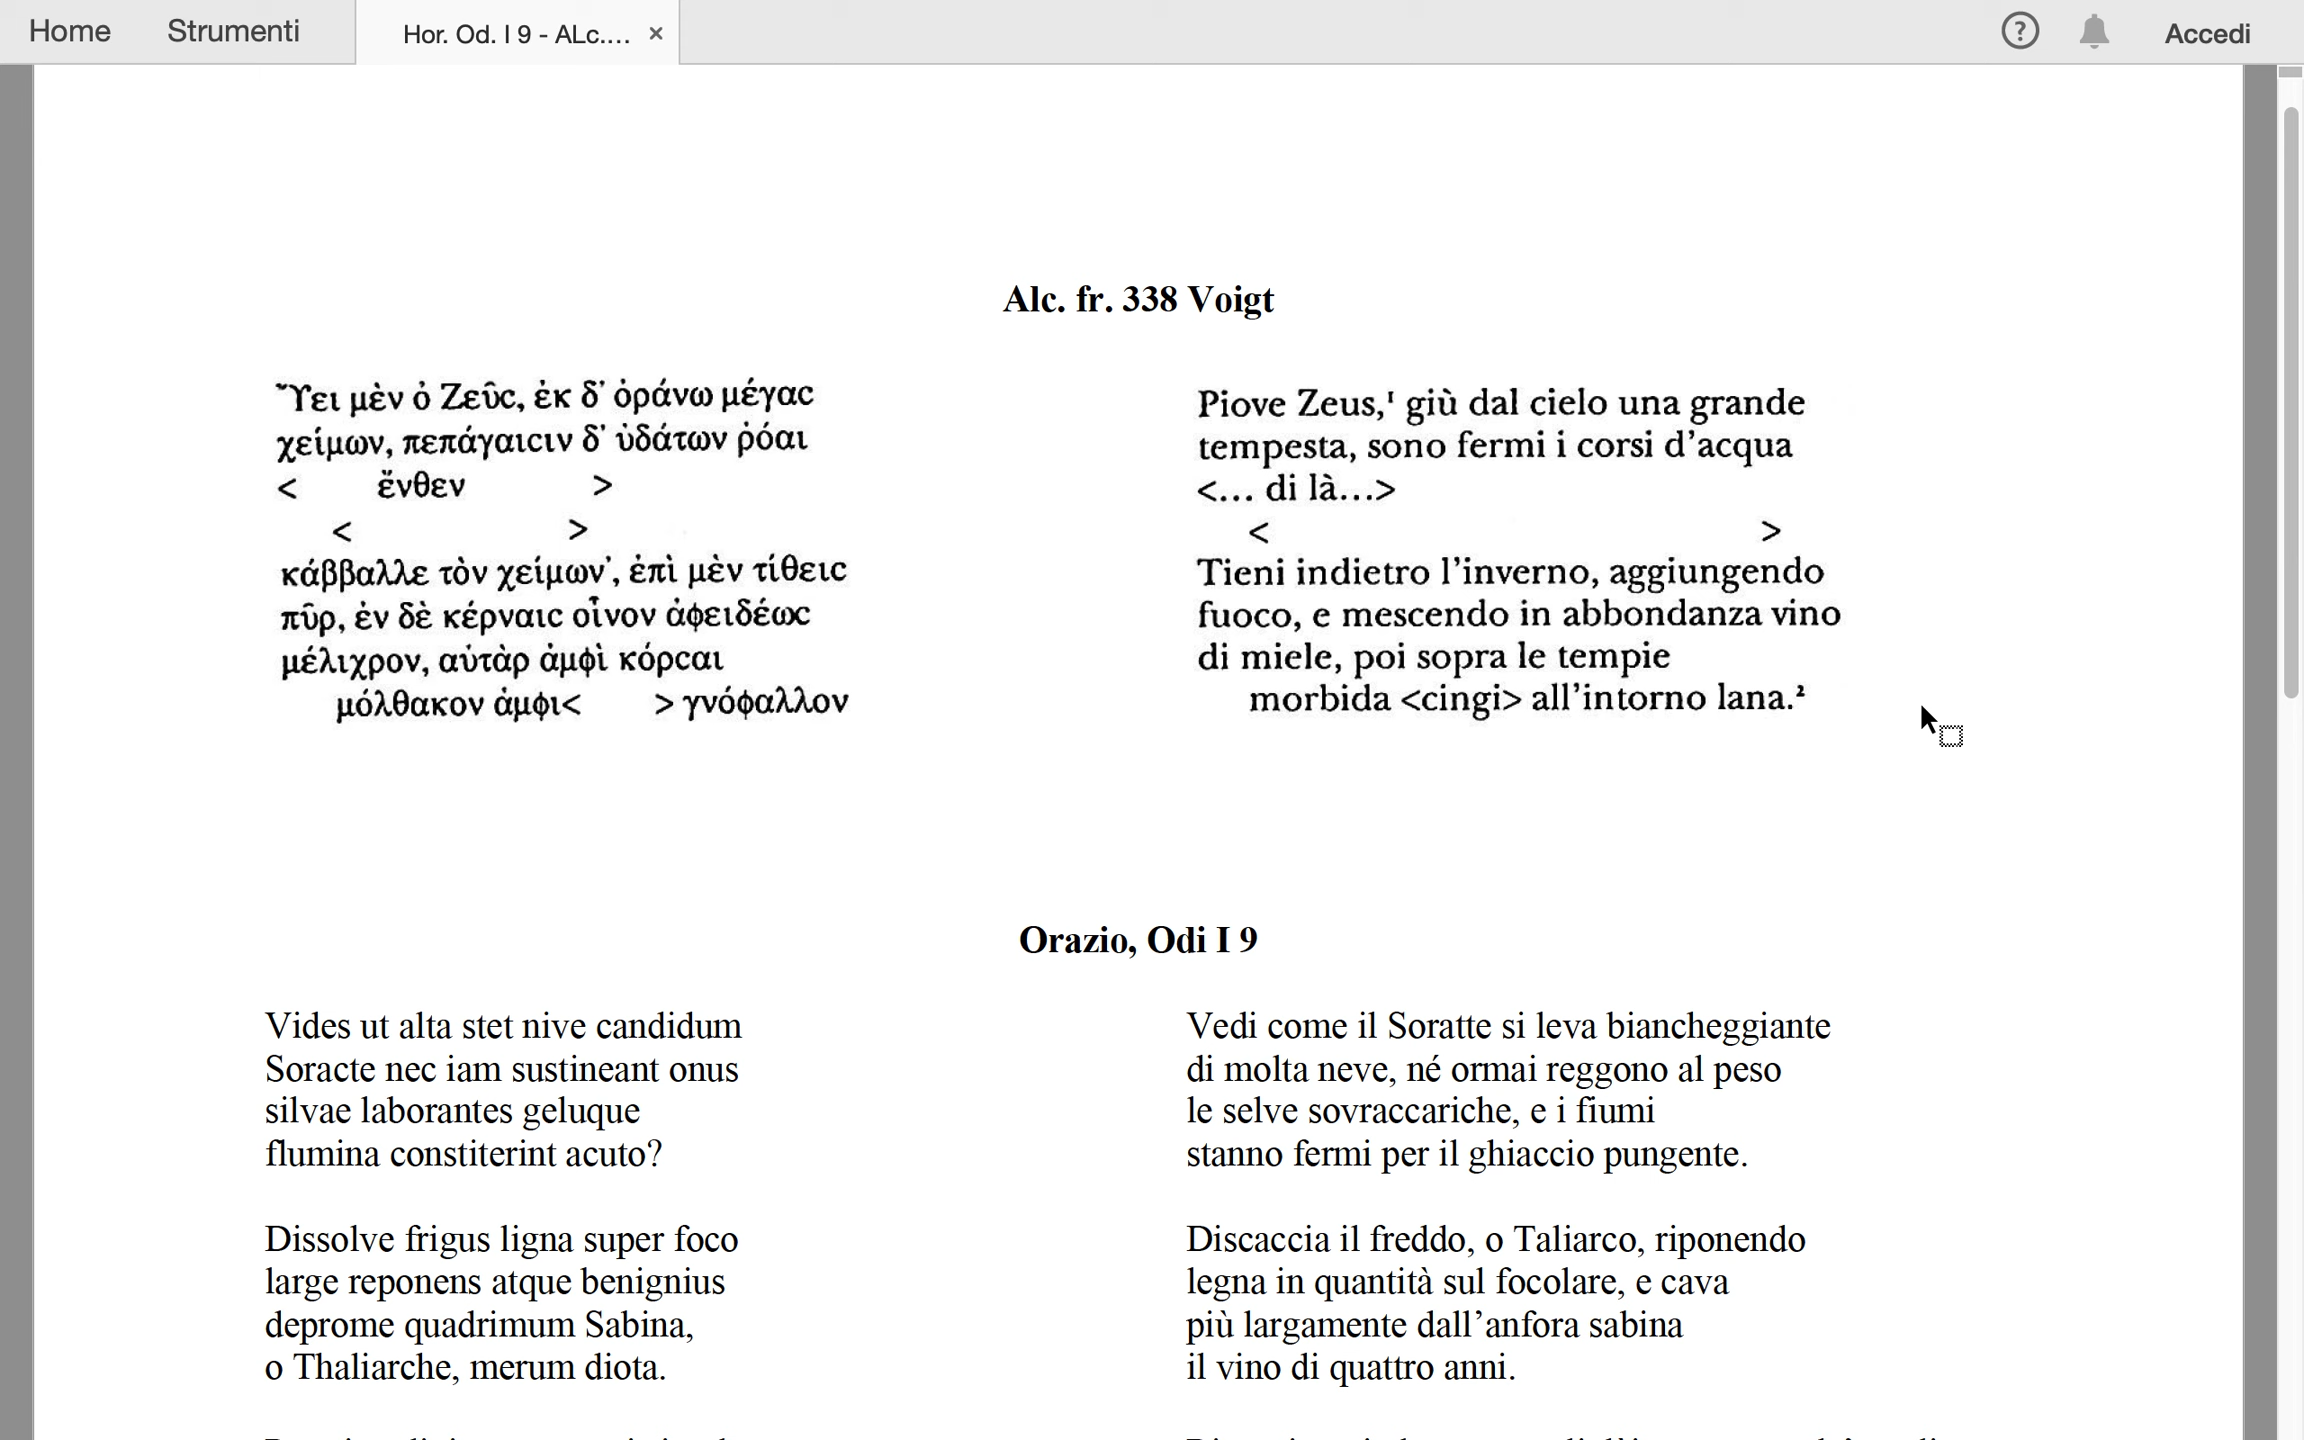 Home Strumenti Hor. Od. I 9 - ALc.... × ? Accedi
Alc. fr. 338 Voigt
Υ̓́ει μὲν ὀ Ζεῦϲ, ἐκ δ' ὀράνω μέγαϲ
χείμων, πεπάγαιϲιν δ' ὐδάτων ῤόαι
< ἔνθεν >
< >
κάββαλλε τὸν χείμων', ἐπὶ μὲν τίθειϲ
πῦρ, ἐν δὲ κέρναιϲ οἶνον ἀφειδέωϲ
μέλιχρον, αὐτὰρ ἀμφὶ κόρϲαι
μόλθακον ἀμφι< > γνόφαλλον
Piove Zeus,¹ giù dal cielo una grande
tempesta, sono fermi i corsi d'acqua
<... di là...>
< >
Tieni indietro l'inverno, aggiungendo
fuoco, e mescendo in abbondanza vino
di miele, poi sopra le tempie
morbida <cingi> all'intorno lana.²
Orazio, Odi I 9
Vides ut alta stet nive candidum
Soracte nec iam sustineant onus
silvae laborantes geluque
flumina constiterint acuto?
Dissolve frigus ligna super foco
large reponens atque benignius
deprome quadrimum Sabina,
o Thaliarche, merum diota.
Vedi come il Soratte si leva biancheggiante
di molta neve, né ormai reggono al peso
le selve sovraccariche, e i fiumi
stanno fermi per il ghiaccio pungente.
Discaccia il freddo, o Taliarco, riponendo
legna in quantità sul focolare, e cava
più largamente dall'anfora sabina
il vino di quattro anni.